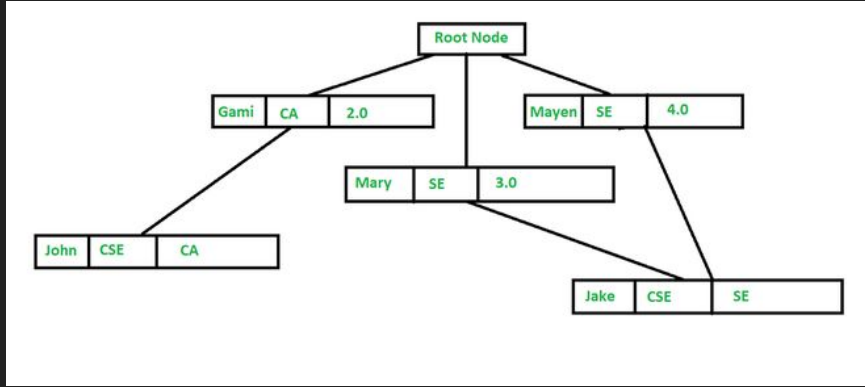 Root Node
Gami CA 2.0
Mayen SE 4.0
Mary SE 3.0
John CSE CA
Jake CSE SE